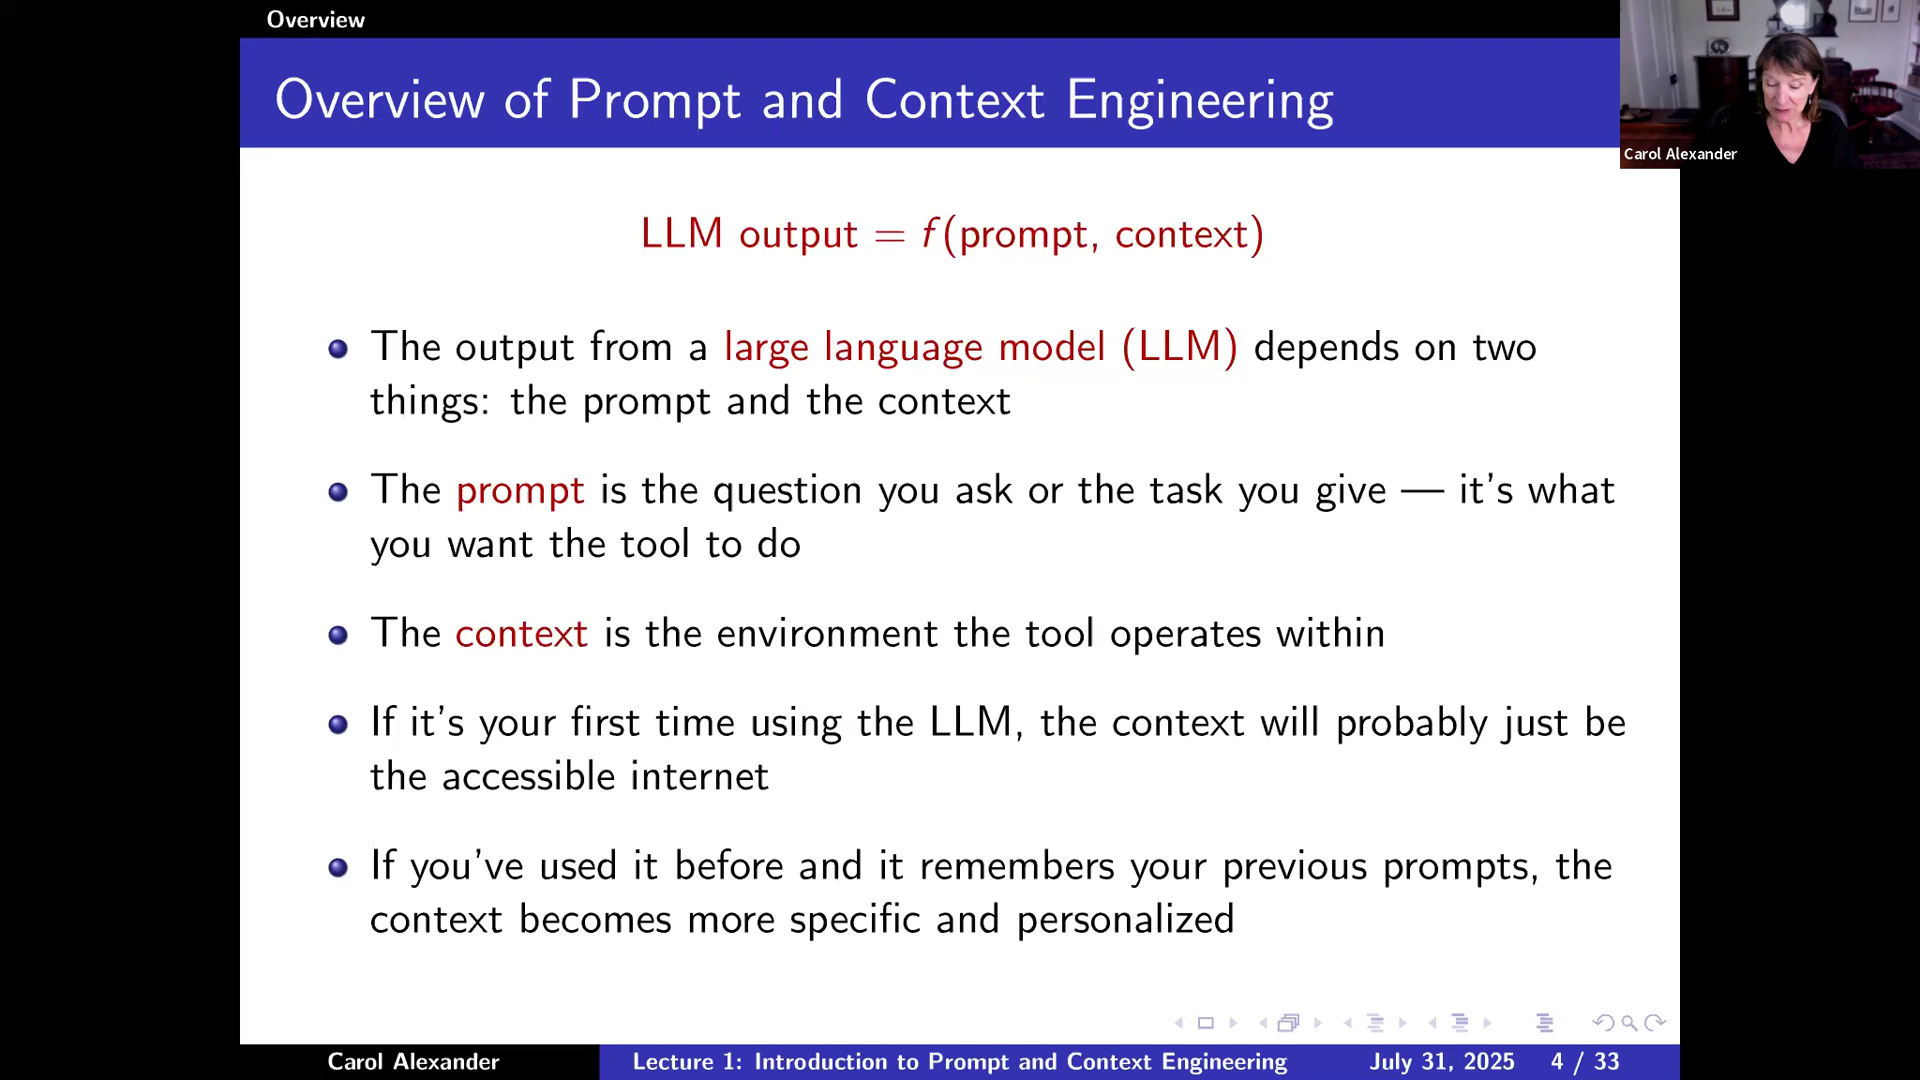 Overview
Overview of Prompt and Context Engineering
Carol Alexander
LLM output = f(prompt, context)
The output from a large language model (LLM) depends on two
things: the prompt and the context
The prompt is the question you ask or the task you give — it's what
you want the tool to do
The context is the environment the tool operates within
If it's your first time using the LLM, the context will probably just be
the accessible internet
If you've used it before and it remembers your previous prompts, the
context becomes more specific and personalized
Carol Alexander Lecture 1: Introduction to Prompt and Context Engineering July 31, 2025 4 / 33